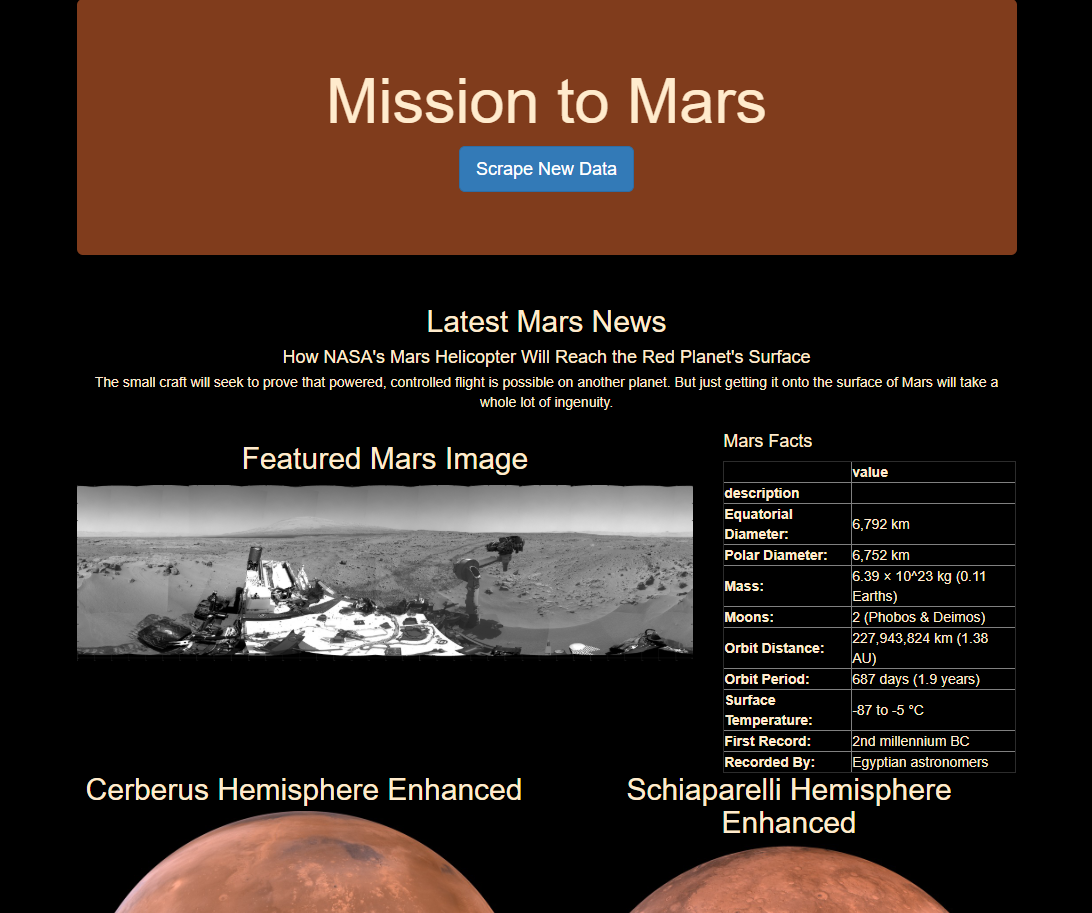 Mission to Mars
Scrape New Data
Latest Mars News
How NASA's Mars Helicopter Will Reach the Red Planet's Surface
The small craft will seek to prove that powered, controlled flight is possible on another planet. But just getting it onto the surface of Mars will take a
whole lot of ingenuity.
Featured Mars Image
Mars Facts
value
description
Equatorial
Diameter:
6,792 km
Polar Diameter:
6,752 km
Mass:
6.39 × 10^23 kg (0.11
Earths)
Moons:
2 (Phobos & Deimos)
Orbit Distance:
227,943,824 km (1.38
AU)
Orbit Period:
687 days (1.9 years)
Surface
Temperature:
-87 to -5 °C
First Record:
2nd millennium BC
Recorded By:
Egyptian astronomers
Cerberus Hemisphere Enhanced
Schiaparelli Hemisphere
Enhanced